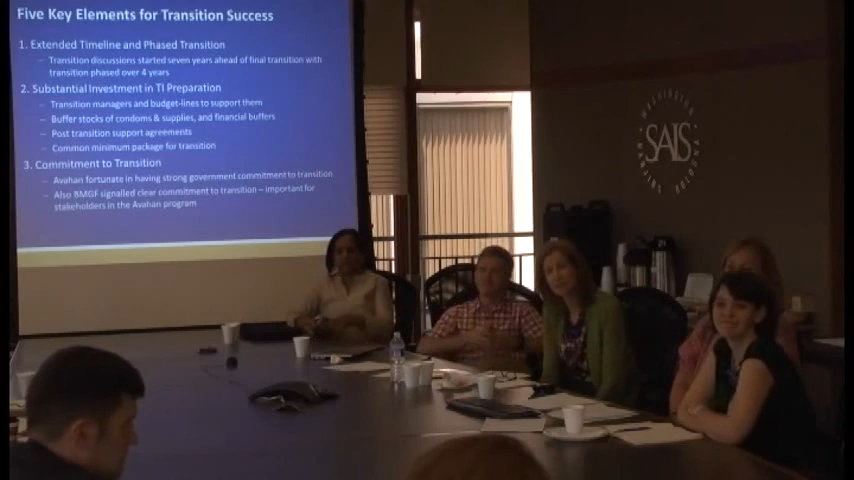 Five Key Elements for Transition Success
1. Extended Timeline and Phased Transition
– Transition discussions started seven years ahead of final transition with
transition phased over 4 years
2. Substantial Investment in TI Preparation
– Transition managers and budget-lines to support them
– Buffer stocks of condoms & supplies, and financial buffers
– Post transition support agreements
– Common minimum package for transition
3. Commitment to Transition
– Avahan fortunate in having strong government commitment to transition
– Also BMGF signalled clear commitment to transition – important for
stakeholders in the Avahan program
WASHINGTON
SAIS